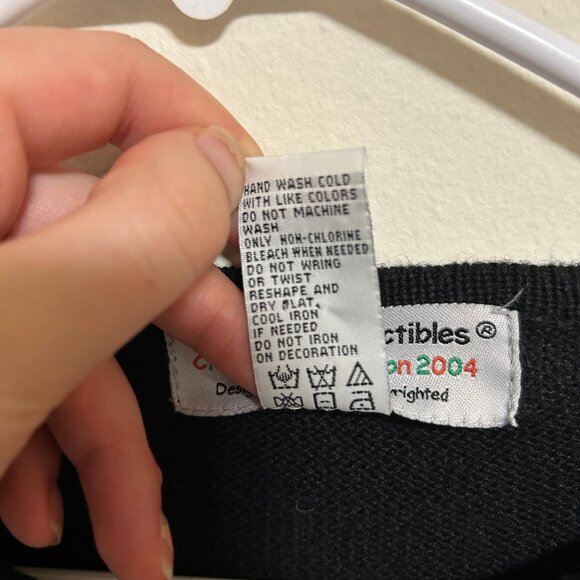 HAND WASH COLD
WITH LIKE COLORS
DO NOT MACHINE
WASH
ONLY NON-CHLORINE
BLEACH WHEN NEEDED
DO NOT WRING
OR TWIST
RESHAPE AND
DRY FLAT.
COOL IRON
IF NEEDED
DO NOT IRON
ON DECORATION
ctibles®
on 2004
Desig
righted